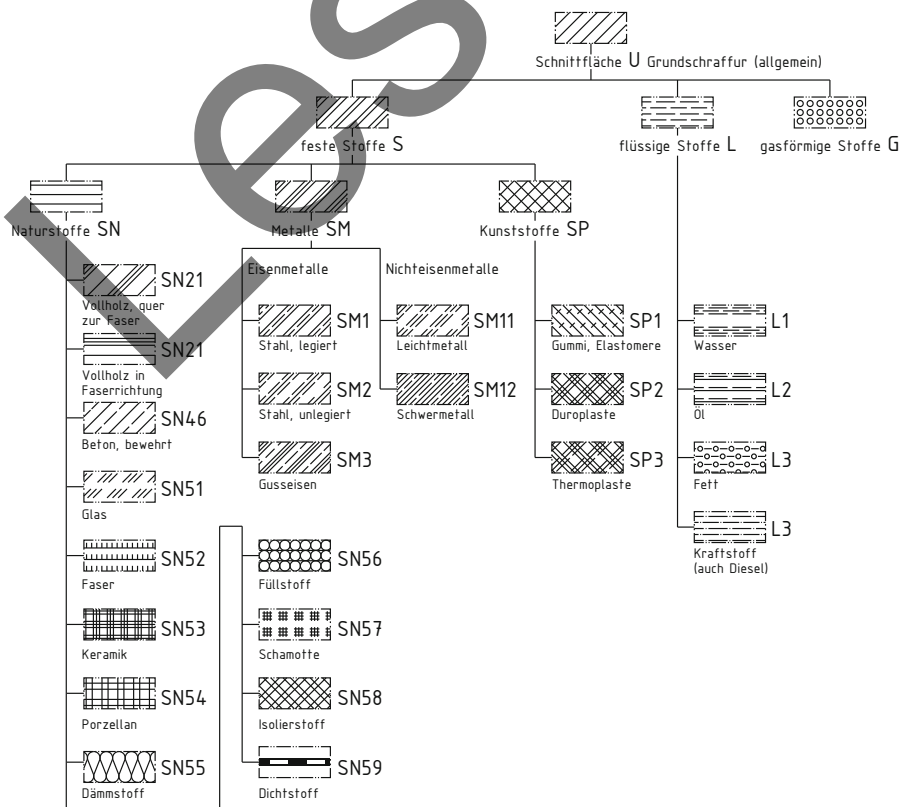 Schnittfläche U Grundschraffur (allgemein)
feste Stoffe S
flüssige Stoffe L
gasförmige Stoffe G
Naturstoffe SN
Metalle SM
Kunststoffe SP
Eisenmetalle
Nichteisenmetalle
SN21
Vollholz, quer
zur Faser
SN21
Vollholz in
Faserrichtung
SN46
Beton, bewehrt
SN51
Glas
SN52
Faser
SN53
Keramik
SN54
Porzellan
SN55
Dämmstoff
SN56
Füllstoff
SN57
Schamotte
SN58
Isolierstoff
SN59
Dichtstoff
SM1
Stahl, legiert
SM2
Stahl, unlegiert
SM3
Gusseisen
SM11
Leichtmetall
SM12
Schwermetall
SP1
Gummi, Elastomere
SP2
Duroplaste
SP3
Thermoplaste
L1
Wasser
L2
Öl
L3
Fett
L3
Kraftstoff
(auch Diesel)
Les